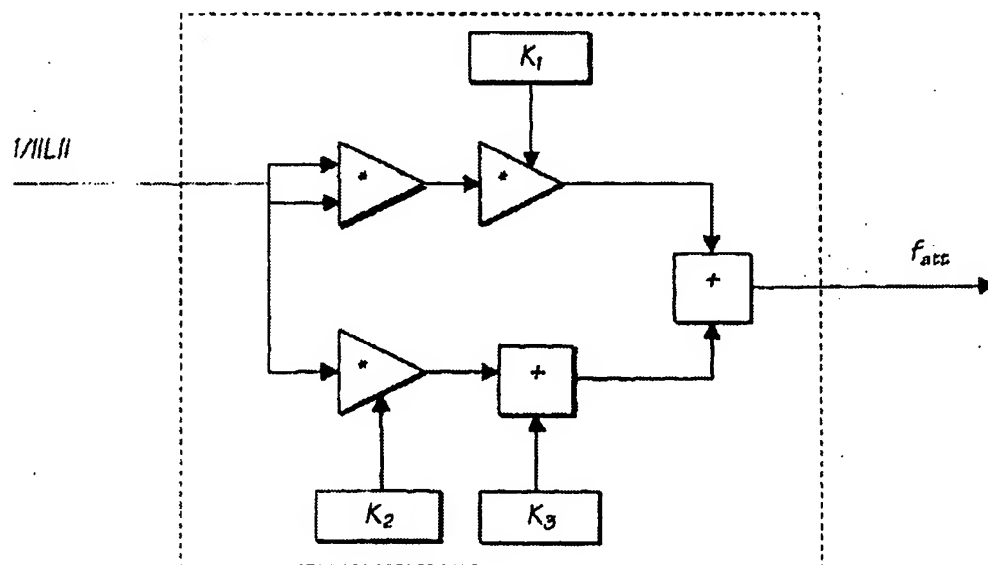 K₁
1/||L||
*
*
f_att
+
*
+
K₂
K₃